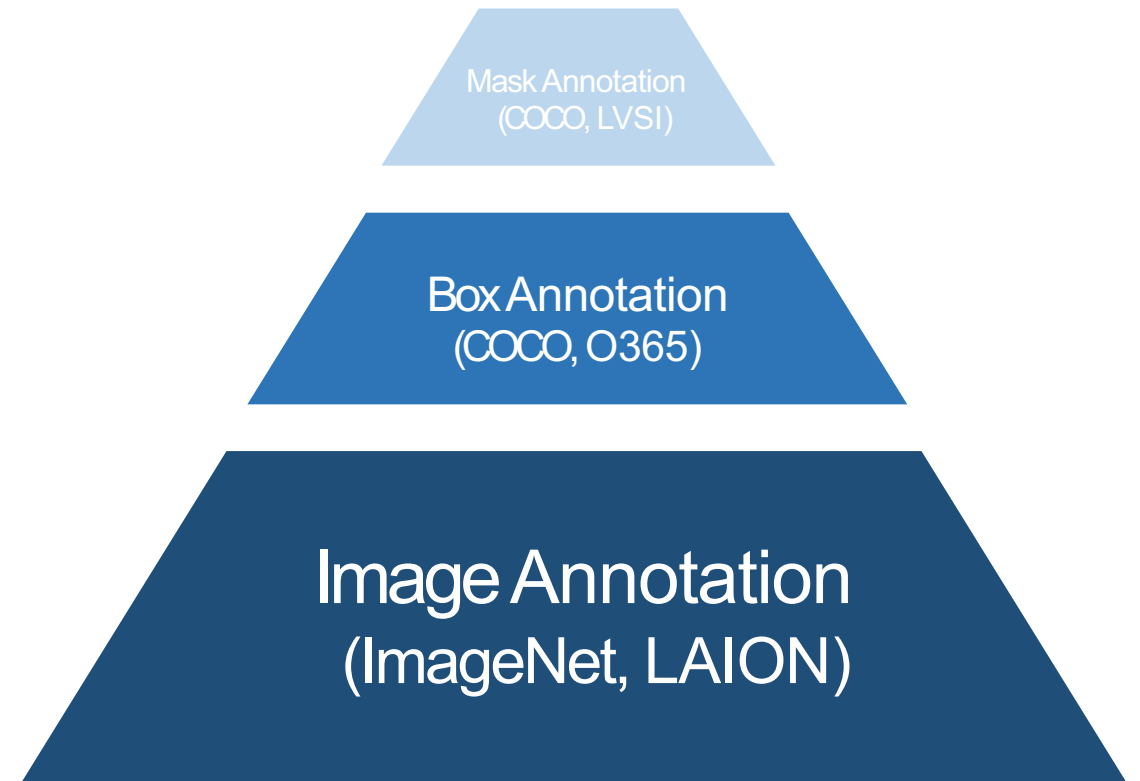 Mask Annotation
(COCO, LVSI)
Box Annotation
(COCO, O365)
Image Annotation
(ImageNet, LAION)